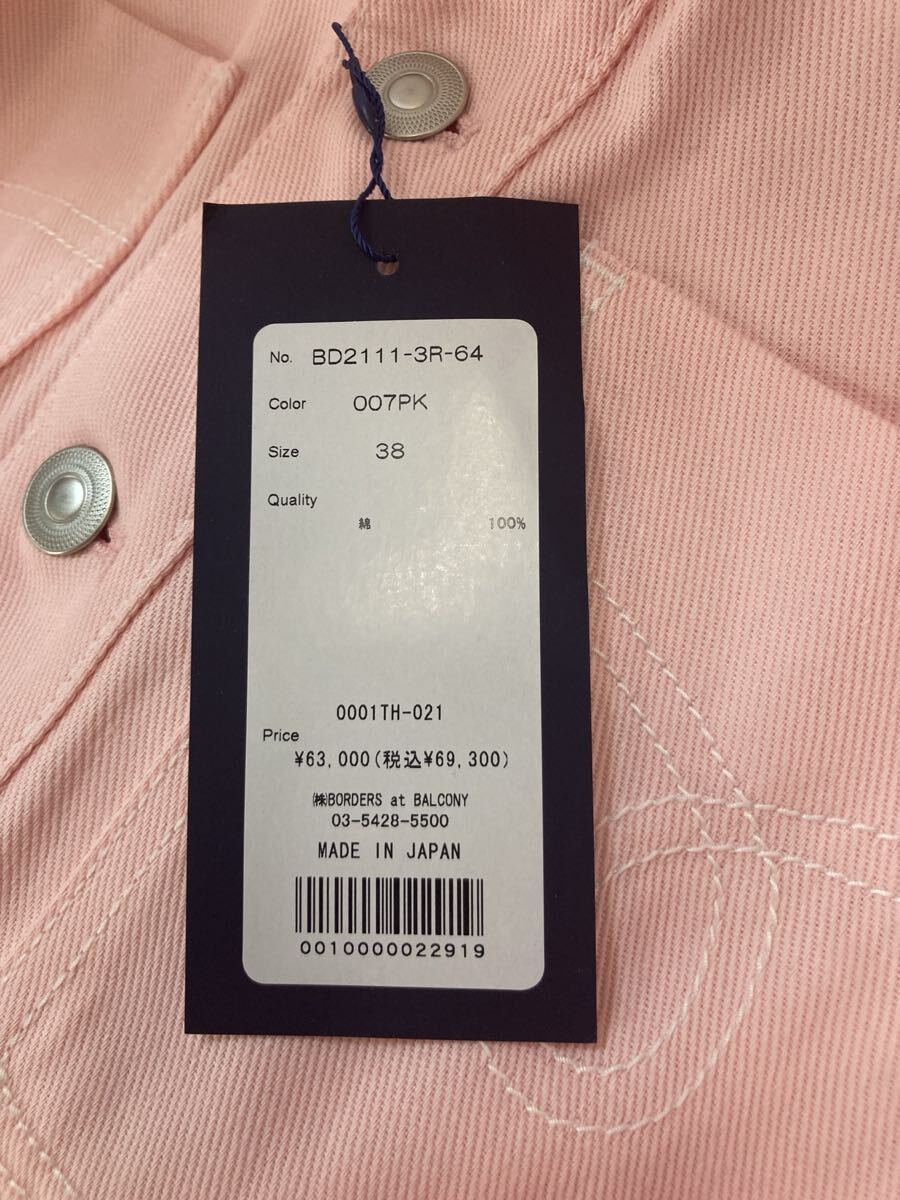 No. BD2111-3R-64
Color 007PK
Size 38
Quality
綿 100%
0001TH-021
Price
¥63,000(税込¥69,300)
㈱BORDERS at BALCONY
03-5428-5500
MADE IN JAPAN
0010000022919